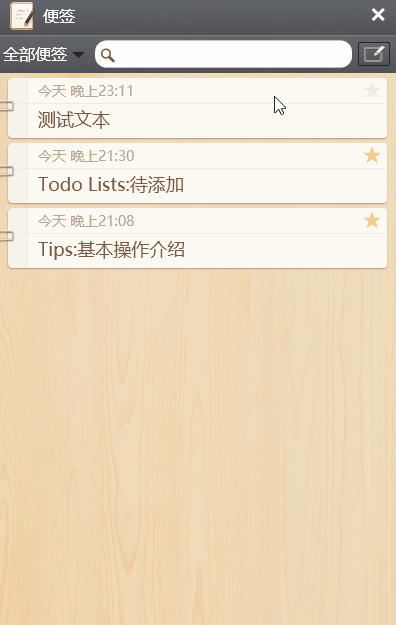 便签
全部便签
今天 晚上23:11
测试文本
今天 晚上21:30
Todo Lists:待添加
今天 晚上21:08
Tips:基本操作介绍